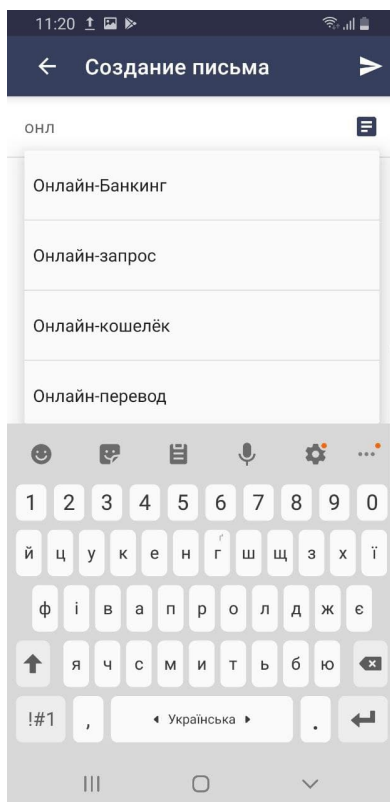 11:20
Создание письма
онл
Онлайн-Банкинг
Онлайн-запрос
Онлайн-кошелёк
Онлайн-перевод
1 2 3 4 5 6 7 8 9 0
й ц у к е н г ґ ш щ з х ї
ф і в а п р о л д ж є
я ч с м и т ь б ю
!#1 , Українська .